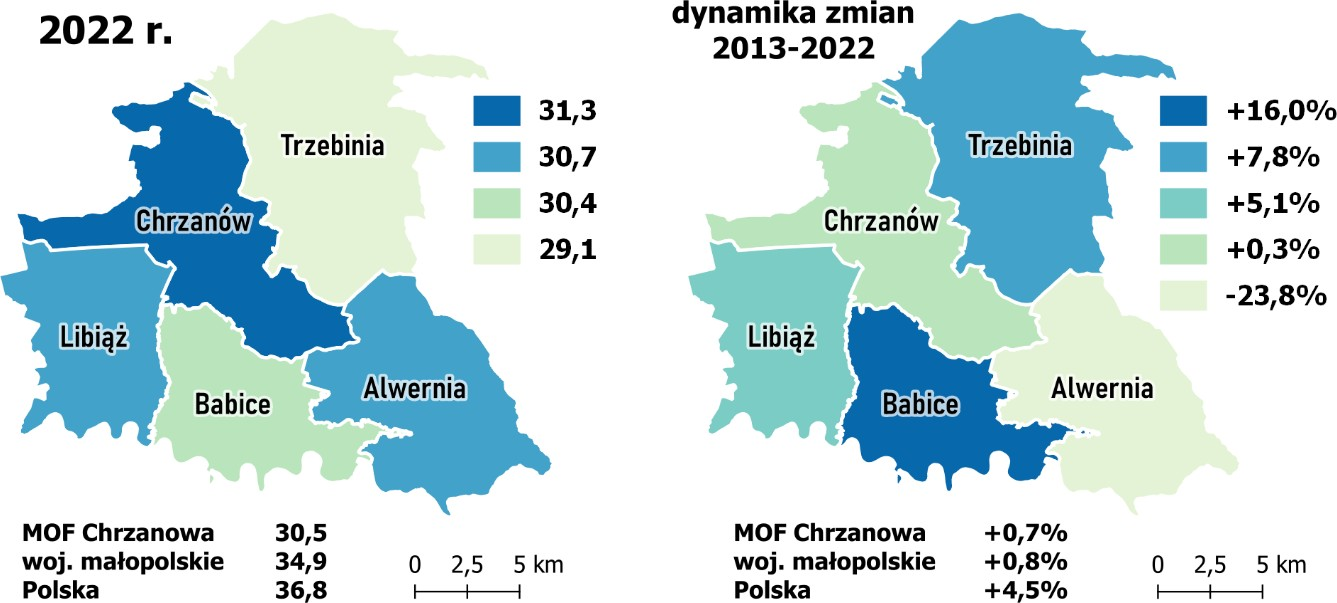 2022 r.
31,3
30,7
30,4
29,1
Trzebinia
Chrzanów
Libiąż
Babice
Alwernia
MOF Chrzanowa 30,5
woj. małopolskie 34,9
Polska 36,8
0 2,5 5 km
dynamika zmian
2013-2022
+16,0%
+7,8%
+5,1%
+0,3%
-23,8%
Trzebinia
Chrzanów
Libiąż
Babice
Alwernia
MOF Chrzanowa +0,7%
woj. małopolskie +0,8%
Polska +4,5%
0 2,5 5 km